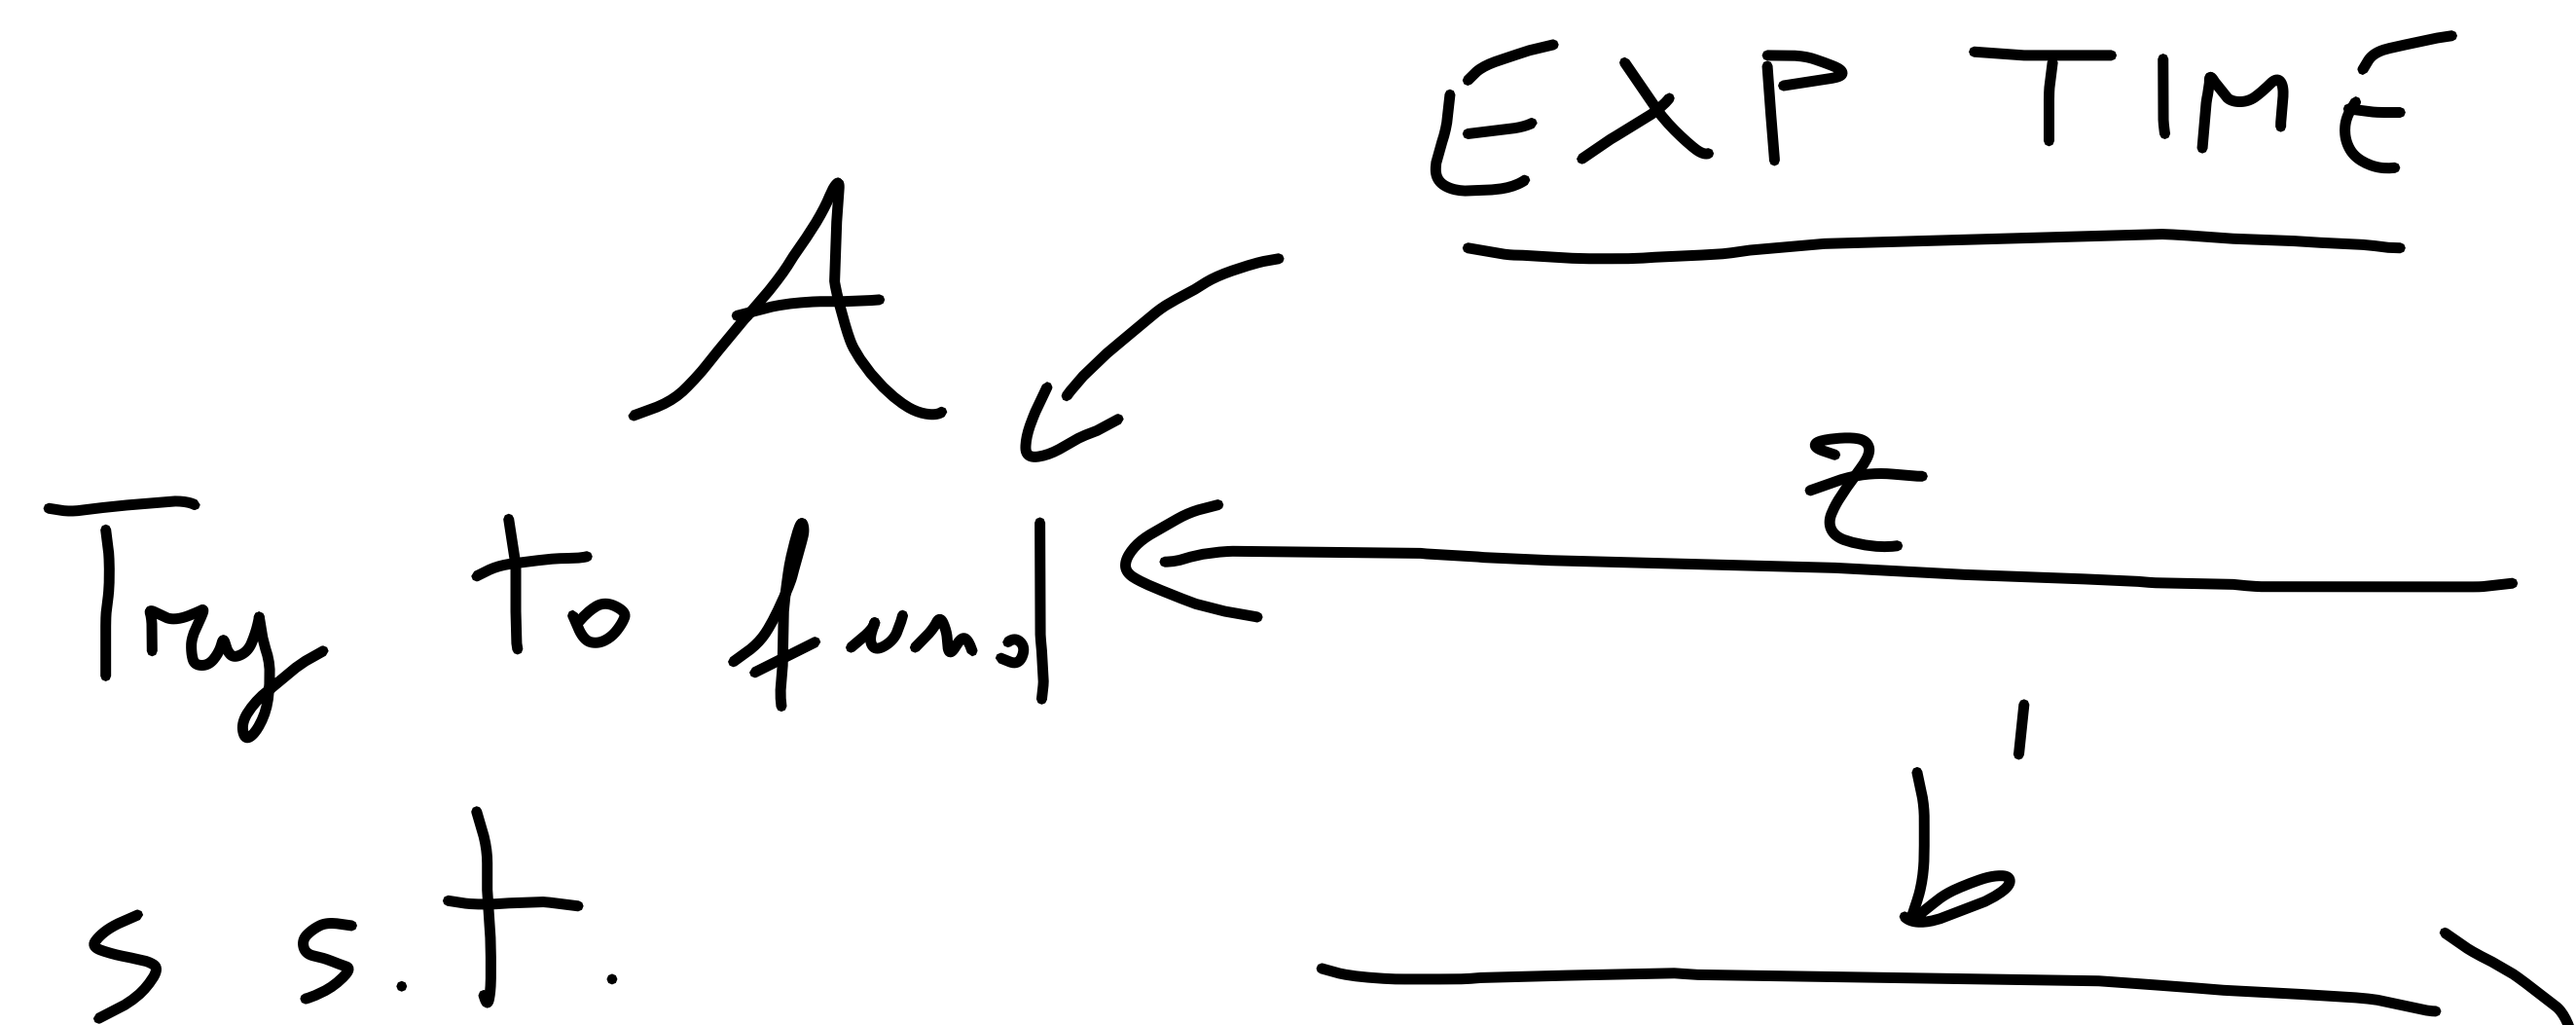 EXP TIME
A
z
Try to find
b'
s s.t.